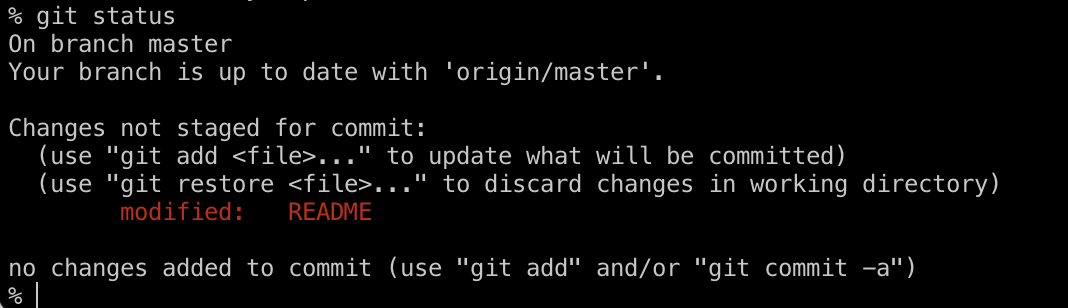 % git status
On branch master
Your branch is up to date with 'origin/master'.

Changes not staged for commit:
  (use "git add <file>..." to update what will be committed)
  (use "git restore <file>..." to discard changes in working directory)
        modified:   README

no changes added to commit (use "git add" and/or "git commit -a")
%